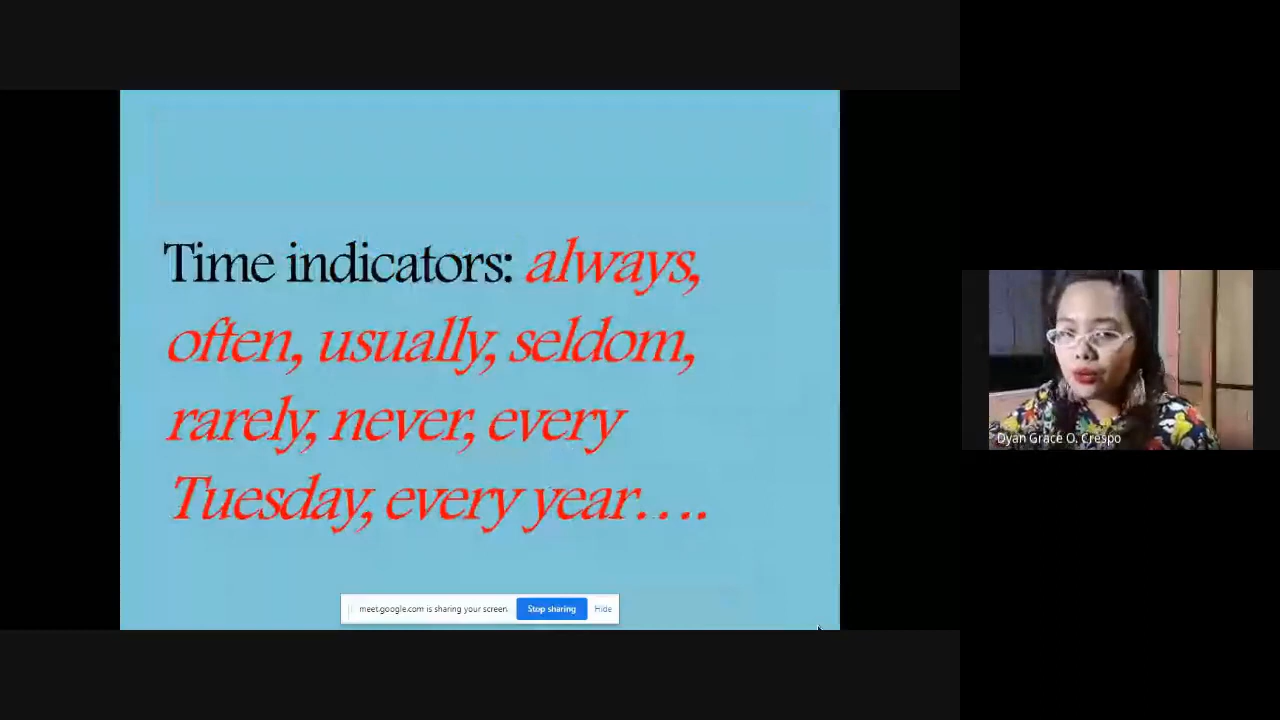 Time indicators: always,
often, usually, seldom,
rarely, never, every
Tuesday, every year….
meet.google.com is sharing your screen. Stop sharing Hide
Dyan Grace O. Crespo